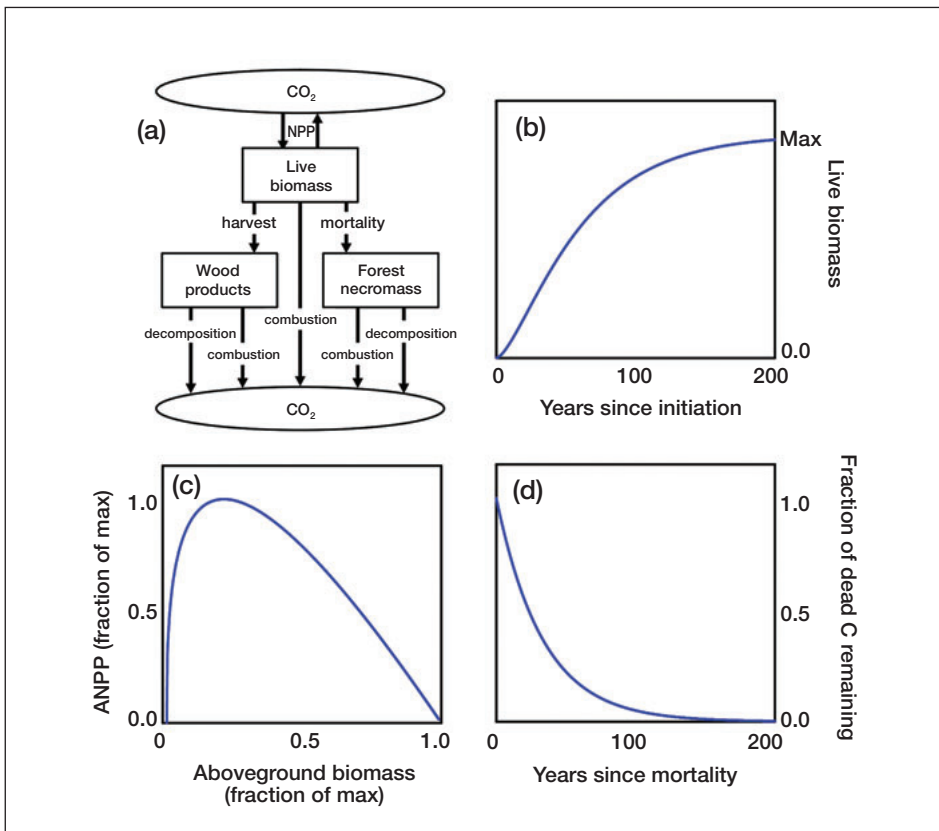 (a)
CO₂
NPP
Live
biomass
harvest
mortality
Wood
products
Forest
necromass
decomposition
combustion
combustion
combustion
decomposition
CO₂
(b)
Max
0.0
Live biomass
0
100
200
Years since initiation
(c)
1.0
0.5
0.0
ANPP (fraction of max)
0
0.5
1.0
Aboveground biomass
(fraction of max)
(d)
1.0
0.5
0.0
Fraction of dead C remaining
0
100
200
Years since mortality